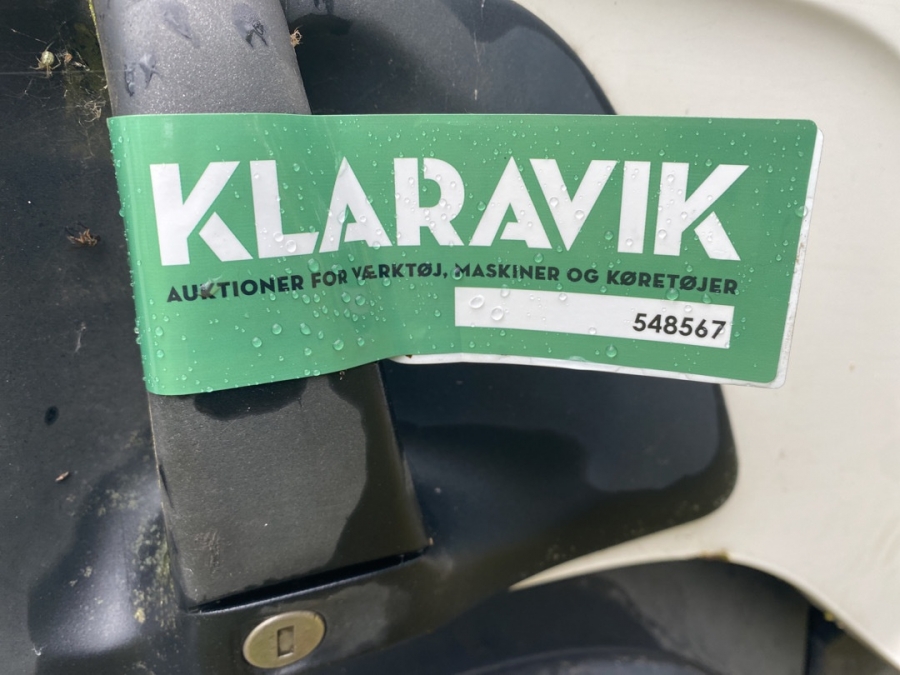 KLARAVIK
AUKTIONER FOR VÆRKTØJ, MASKINER OG KØRETØJER
548567